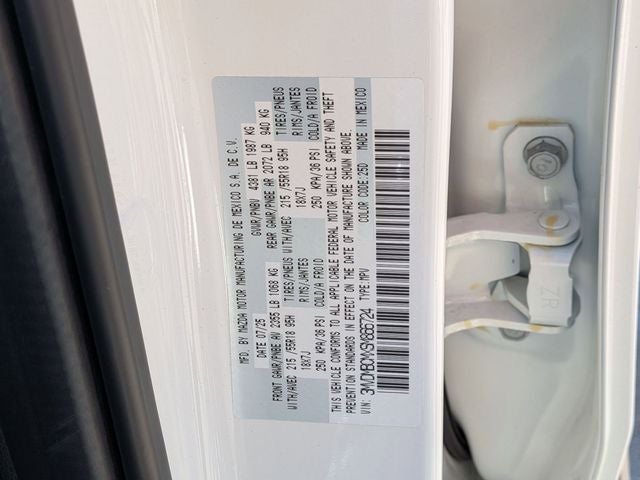 MFD. BY MAZDA MOTOR MANUFACTURING DE MEXICO S.A. DE C.V.
DATE 07/25 GVWR/PNBV 4381 LB 1987 KG
FRONT GAWR/PNBE AV 2355 LB 1068 KG REAR GAWR/PNBE AR 2072 LB 940 KG
WITH/AVEC 215/55R18 95H TIRES/PNEUS WITH/AVEC 215/55R18 95H TIRES/PNEUS
18X7J RIMS/JANTES 18X7J RIMS/JANTES
250 KPA/36 PSI COLD/A FROID 250 KPA/36 PSI COLD/A FROID
THIS VEHICLE CONFORMS TO ALL APPLICABLE FEDERAL MOTOR VEHICLE SAFETY AND THEFT
PREVENTION STANDARDS IN EFFECT ON THE DATE OF MANUFACTURE SHOWN ABOVE.
VIN: TYPE:MPV COLOR CODE:25D MADE IN MEXICO
ZR